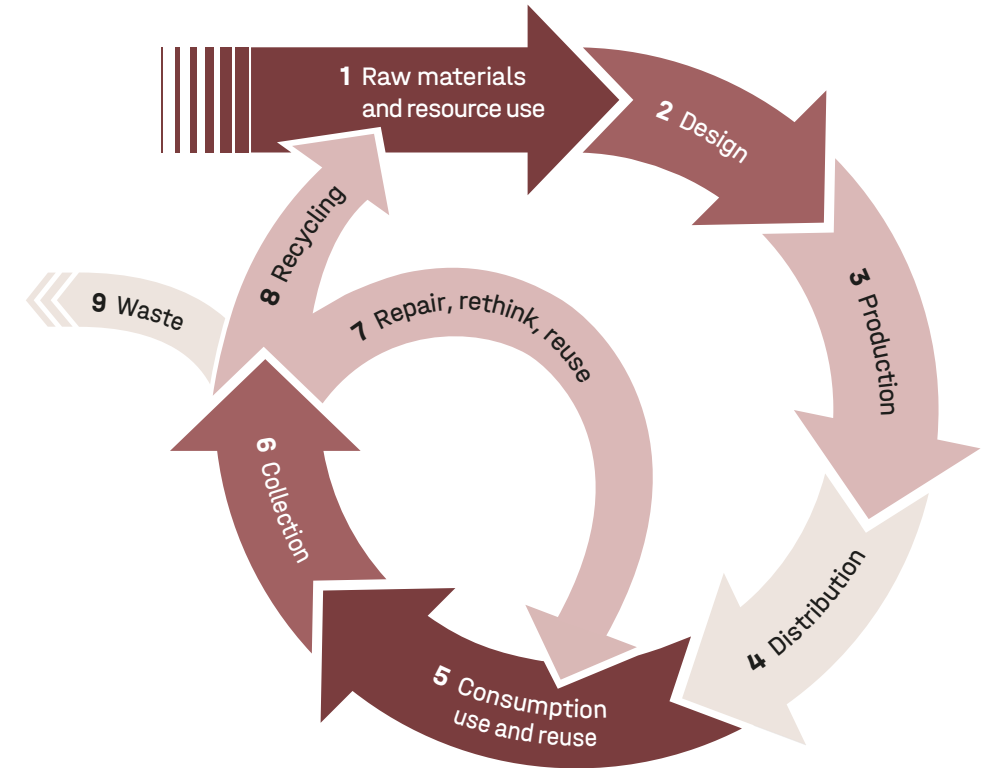 1 Raw materials
and resource use
2 Design
3 Production
4 Distribution
5 Consumption
use and reuse
6 Collection
7 Repair, rethink, reuse
8 Recycling
9 Waste